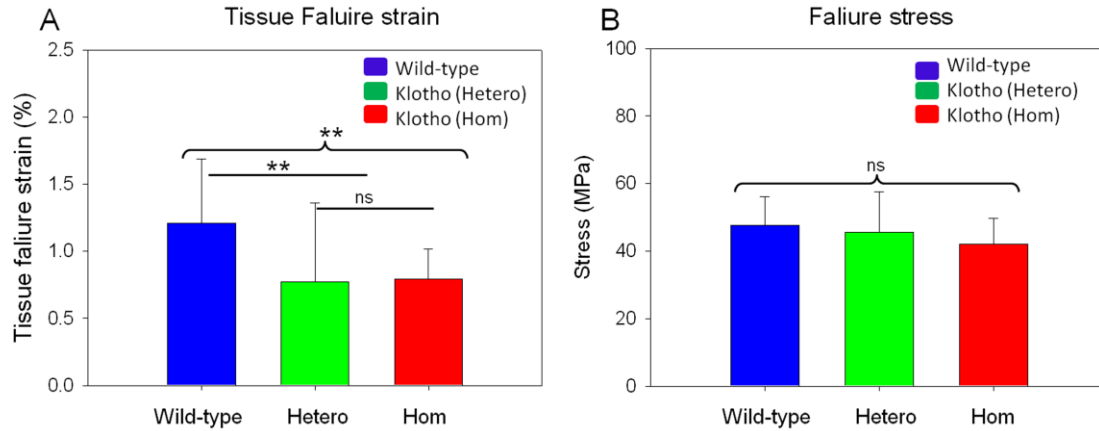 A
Tissue Faluire strain
Tissue faliure strain (%)
2.5
2.0
1.5
1.0
0.5
0.0
Wild-type
Klotho (Hetero)
Klotho (Hom)
**
**
ns
Wild-type Hetero Hom
B
Faliure stress
Stress (MPa)
100
80
60
40
20
0
Wild-type
Klotho (Hetero)
Klotho (Hom)
ns
Wild-type Hetero Hom